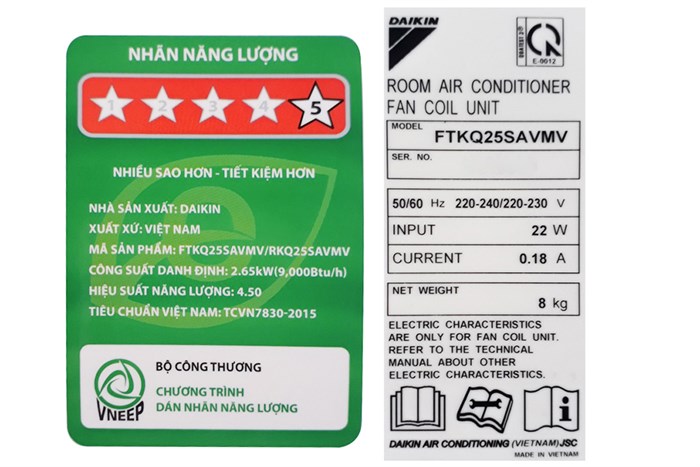 NHÃN NĂNG LƯỢNG
1 2 3 4 5
NHIỀU SAO HƠN - TIẾT KIỆM HƠN
NHÀ SẢN XUẤT: DAIKIN
XUẤT XỨ: VIỆT NAM
MÃ SẢN PHẨM: FTKQ25SAVMV/RKQ25SAVMV
CÔNG SUẤT DANH ĐỊNH: 2.65kW(9,000Btu/h)
HIỆU SUẤT NĂNG LƯỢNG: 4.50
TIÊU CHUẨN VIỆT NAM: TCVN7830-2015
BỘ CÔNG THƯƠNG
CHƯƠNG TRÌNH
DÁN NHÃN NĂNG LƯỢNG
VNEEP
DAIKIN
E-0012
ROOM AIR CONDITIONER
FAN COIL UNIT
MODEL FTKQ25SAVMV
SER. NO.
50/60 Hz 220-240/220-230 V
INPUT 22 W
CURRENT 0.18 A
NET WEIGHT
8 kg
ELECTRIC CHARACTERISTICS
ARE ONLY FOR FAN COIL UNIT.
REFER TO THE TECHNICAL
MANUAL ABOUT OTHER
ELECTRIC CHARACTERISTICS.
DAIKIN AIR CONDITIONING (VIETNAM) JSC
MADE IN VIETNAM